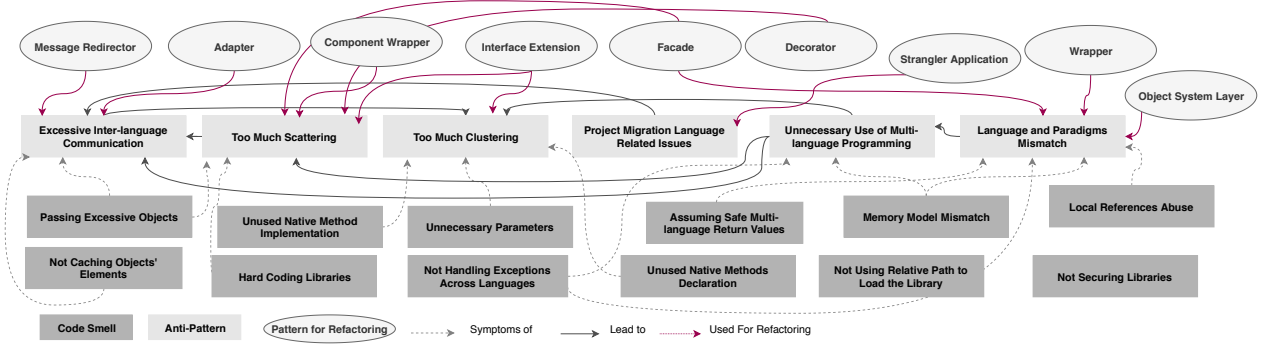 Message Redirector
Adapter
Component Wrapper
Interface Extension
Facade
Decorator
Strangler Application
Wrapper
Object System Layer
Excessive Inter-language
Communication
Too Much Scattering
Too Much Clustering
Project Migration Language
Related Issues
Unnecessary Use of Multi-
language Programming
Language and Paradigms
Mismatch
Passing Excessive Objects
Unused Native Method
Implementation
Unnecessary Parameters
Assuming Safe Multi-
language Return Values
Memory Model Mismatch
Local References Abuse
Not Caching Objects'
Elements
Hard Coding Libraries
Not Handling Exceptions
Across Languages
Unused Native Methods
Declaration
Not Using Relative Path to
Load the Library
Not Securing Libraries
Code Smell
Anti-Pattern
Pattern for Refactoring
Symptoms of
Lead to
Used For Refactoring